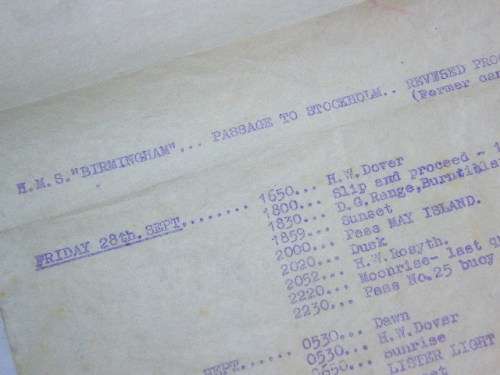 H.M.S."BIRMINGHAM"... PASSAGE TO STOCKHOLM.. REVISED
(Former
FRIDAY 28th. SEPT........ 1650... H.W. Dover
1800... Slip and proceed -
1830... D.G. Range, Burntisla
1859... Sunset
2000... Pass MAY ISLAND.
2020... Dusk
2052... H.W. Rosyth.
2220... Moonrise- last
2230... Pass No.25 buoy
SEPT...... 0530... Dawn
0530... H.W. Dover
sunrise
LISTER LIGHT